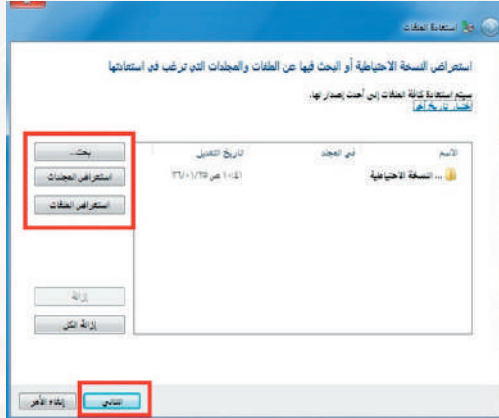 استعادة الملفات
استعراض النسخة الاحتياطية أو البحث فيها عن الملفات والمجلدات التي ترغب في استعادتها
سيتم استعادة كافة الملفات إلى أحدث إصدار لها.
اختيار تاريخ آخر
الاسم في المجلد تاريخ التعديل
... النسخة الاحتياطية ١٠:٤١ ص
بحث...
استعراض المجلدات
استعراض الملفات
إزالة
إزالة الكل
التالي إلغاء الأمر